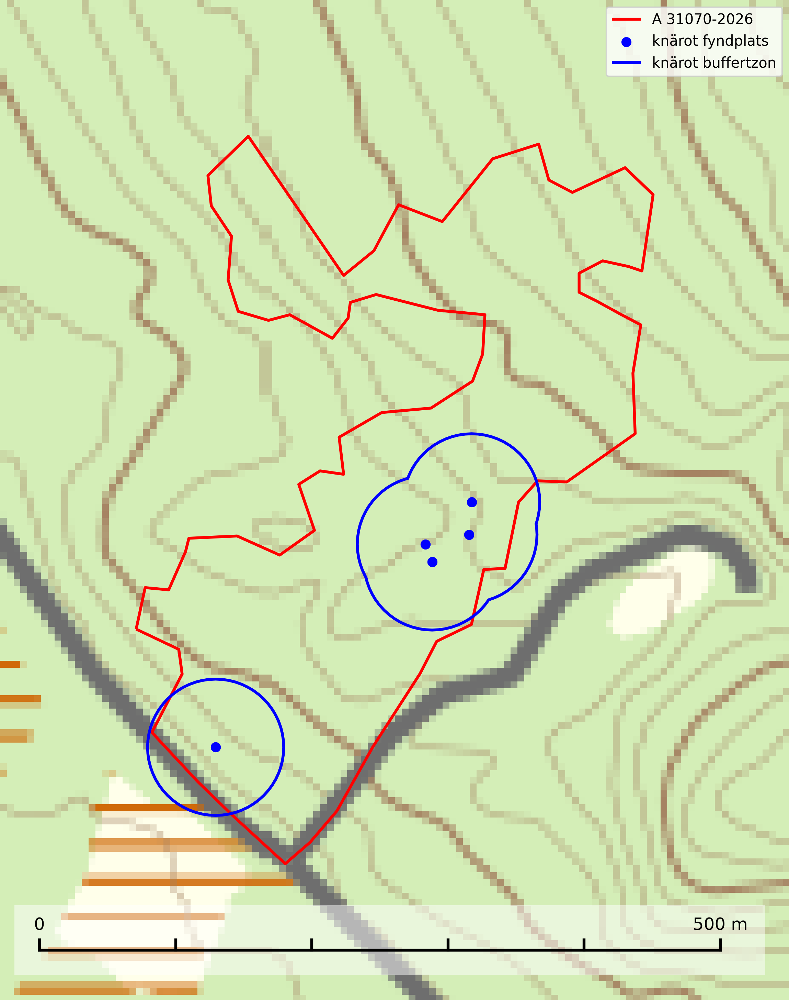 A 31070-2026
knärot fyndplats
knärot buffertzon
0 500 m